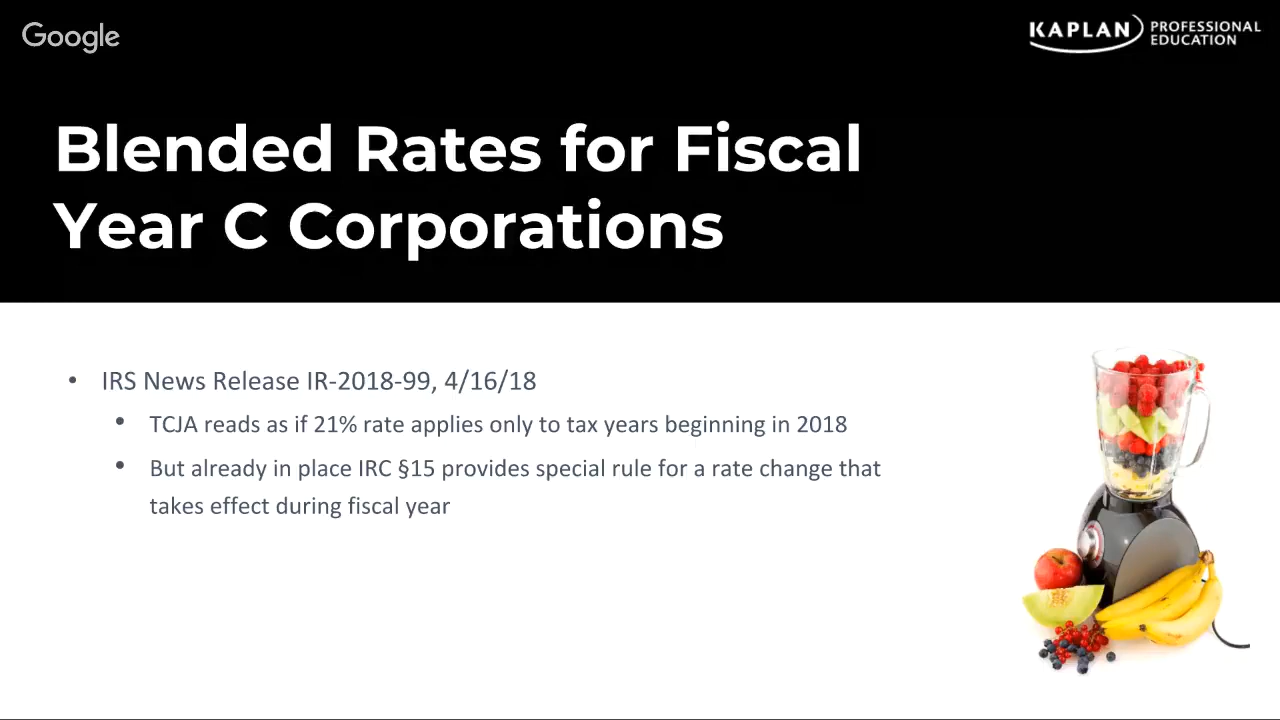 Google
KAPLAN PROFESSIONAL EDUCATION
Blended Rates for Fiscal
Year C Corporations
• IRS News Release IR-2018-99, 4/16/18
• TCJA reads as if 21% rate applies only to tax years beginning in 2018
• But already in place IRC §15 provides special rule for a rate change that
takes effect during fiscal year